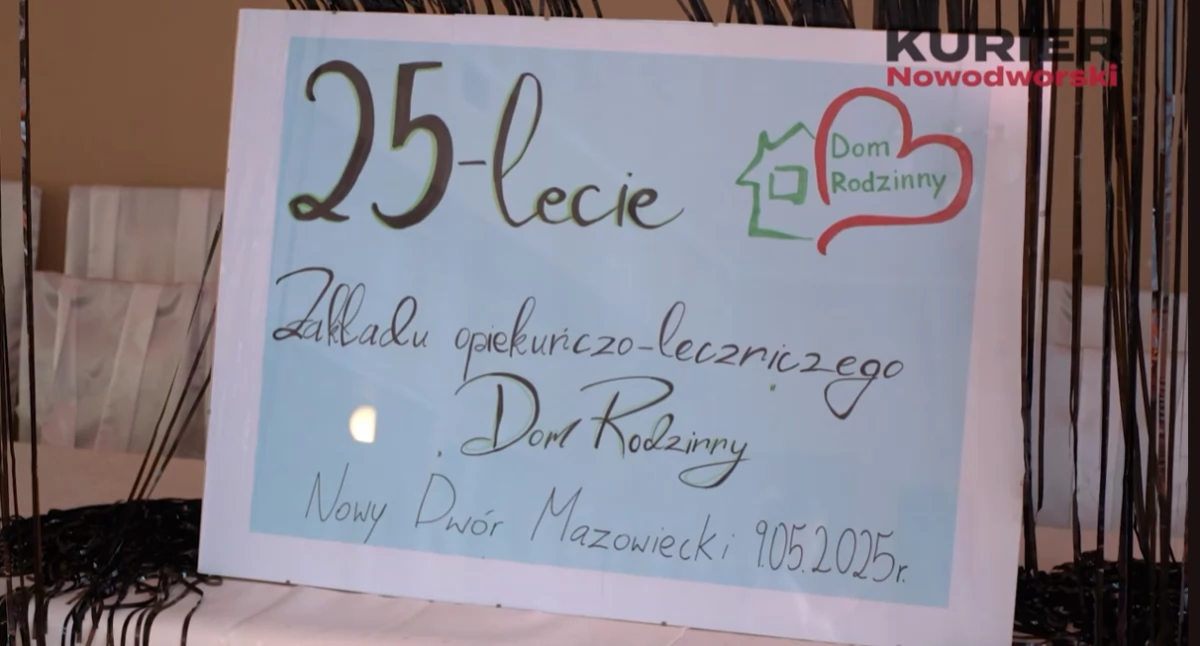 KURIER
Nowodworski
25-lecie
Dom
Rodzinny
Zakładu opiekuńczo-leczniczego
Dom Rodzinny
Nowy Dwór Mazowiecki 9.05.2025r.